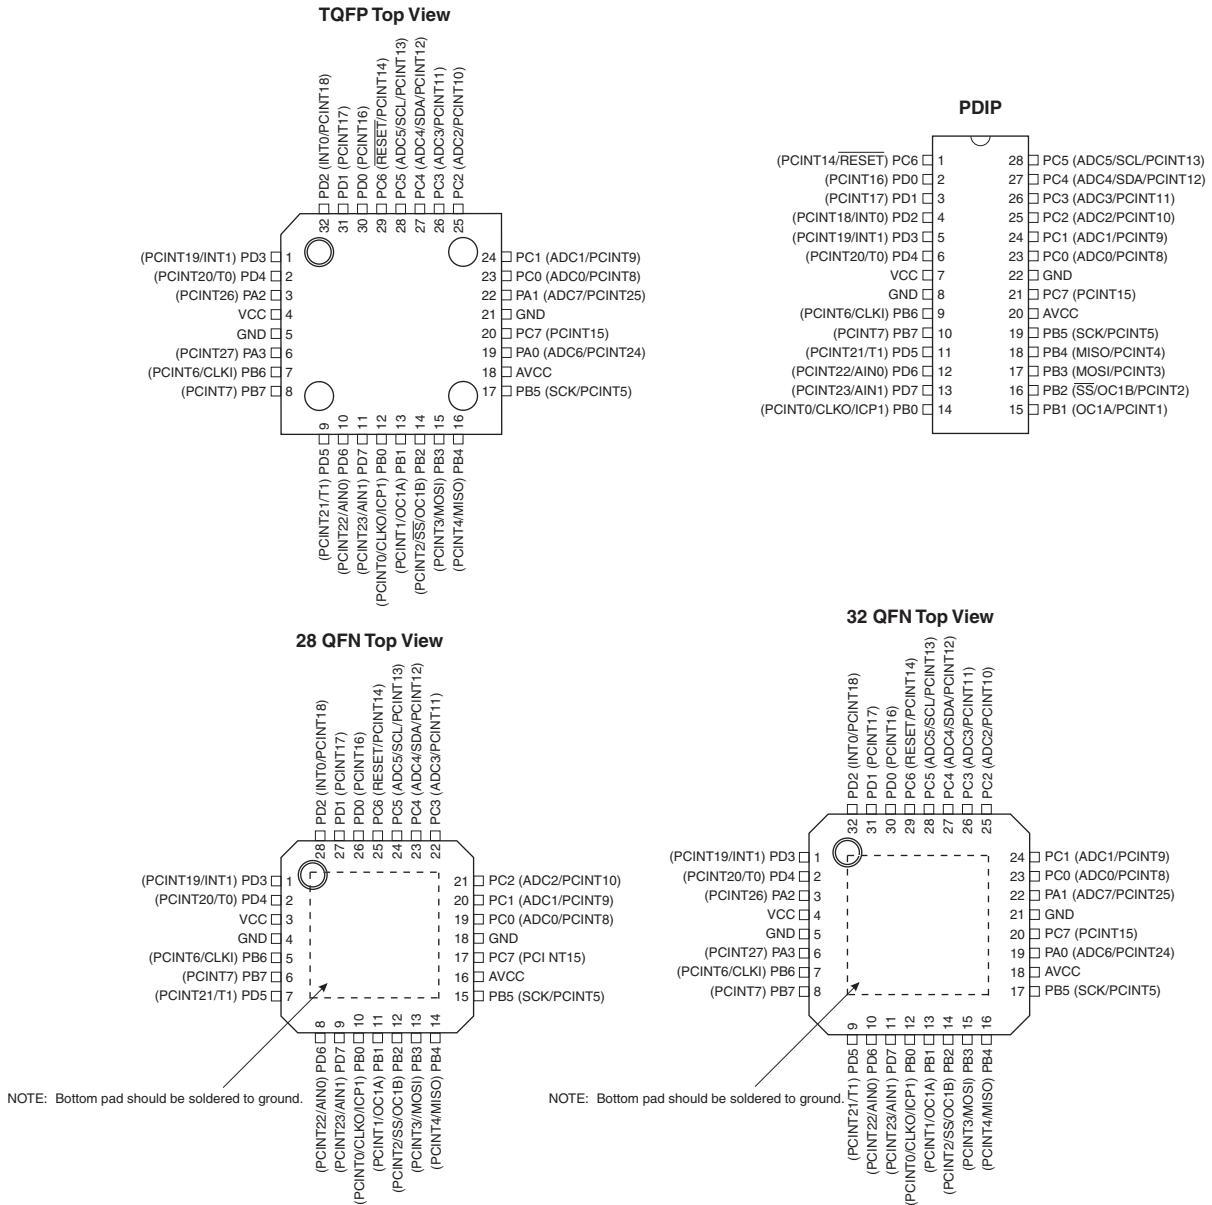 TQFP Top View
32 PD2 (INT0/PCINT18)
31 PD1 (PCINT17)
30 PD0 (PCINT16)
29 PC6 (RESET/PCINT14)
28 PC5 (ADC5/SCL/PCINT13)
27 PC4 (ADC4/SDA/PCINT12)
26 PC3 (ADC3/PCINT11)
25 PC2 (ADC2/PCINT10)
(PCINT19/INT1) PD3 1
(PCINT20/T0) PD4 2
(PCINT26) PA2 3
VCC 4
GND 5
(PCINT27) PA3 6
(PCINT6/CLKI) PB6 7
(PCINT7) PB7 8
24 PC1 (ADC1/PCINT9)
23 PC0 (ADC0/PCINT8)
22 PA1 (ADC7/PCINT25)
21 GND
20 PC7 (PCINT15)
19 PA0 (ADC6/PCINT24)
18 AVCC
17 PB5 (SCK/PCINT5)
(PCINT21/T1) PD5 9
(PCINT22/AIN0) PD6 10
(PCINT23/AIN1) PD7 11
(PCINT0/CLKO/ICP1) PB0 12
(PCINT1/OC1A) PB1 13
(PCINT2/SS/OC1B) PB2 14
(PCINT3/MOSI) PB3 15
(PCINT4/MISO) PB4 16
PDIP
(PCINT14/RESET) PC6 1
(PCINT16) PD0 2
(PCINT17) PD1 3
(PCINT18/INT0) PD2 4
(PCINT19/INT1) PD3 5
(PCINT20/T0) PD4 6
VCC 7
GND 8
(PCINT6/CLKI) PB6 9
(PCINT7) PB7 10
(PCINT21/T1) PD5 11
(PCINT22/AIN0) PD6 12
(PCINT23/AIN1) PD7 13
(PCINT0/CLKO/ICP1) PB0 14
28 PC5 (ADC5/SCL/PCINT13)
27 PC4 (ADC4/SDA/PCINT12)
26 PC3 (ADC3/PCINT11)
25 PC2 (ADC2/PCINT10)
24 PC1 (ADC1/PCINT9)
23 PC0 (ADC0/PCINT8)
22 GND
21 PC7 (PCINT15)
20 AVCC
19 PB5 (SCK/PCINT5)
18 PB4 (MISO/PCINT4)
17 PB3 (MOSI/PCINT3)
16 PB2 (SS/OC1B/PCINT2)
15 PB1 (OC1A/PCINT1)
28 QFN Top View
28 PD2 (INT0/PCINT18)
27 PD1 (PCINT17)
26 PD0 (PCINT16)
25 PC6 (RESET/PCINT14)
24 PC5 (ADC5/SCL/PCINT13)
23 PC4 (ADC4/SDA/PCINT12)
22 PC3 (ADC3/PCINT11)
(PCINT19/INT1) PD3 1
(PCINT20/T0) PD4 2
VCC 3
GND 4
(PCINT6/CLKI) PB6 5
(PCINT7) PB7 6
(PCINT21/T1) PD5 7
21 PC2 (ADC2/PCINT10)
20 PC1 (ADC1/PCINT9)
19 PC0 (ADC0/PCINT8)
18 GND
17 PC7 (PCI NT15)
16 AVCC
15 PB5 (SCK/PCINT5)
(PCINT22/AIN0) PD6 8
(PCINT23/AIN1) PD7 9
(PCINT0/CLKO/ICP1) PB0 10
(PCINT1/OC1A) PB1 11
(PCINT2/SS/OC1B) PB2 12
(PCINT3//MOSI) PB3 13
(PCINT4/MISO) PB4 14
NOTE: Bottom pad should be soldered to ground.
32 QFN Top View
32 PD2 (INT0/PCINT18)
31 PD1 (PCINT17)
30 PD0 (PCINT16)
29 PC6 (RESET/PCINT14)
28 PC5 (ADC5/SCL/PCINT13)
27 PC4 (ADC4/SDA/PCINT12)
26 PC3 (ADC3/PCINT11)
25 PC2 (ADC2/PCINT10)
(PCINT19/INT1) PD3 1
(PCINT20/T0) PD4 2
(PCINT26) PA2 3
VCC 4
GND 5
(PCINT27) PA3 6
(PCINT6/CLKI) PB6 7
(PCINT7) PB7 8
24 PC1 (ADC1/PCINT9)
23 PC0 (ADC0/PCINT8)
22 PA1 (ADC7/PCINT25)
21 GND
20 PC7 (PCINT15)
19 PA0 (ADC6/PCINT24)
18 AVCC
17 PB5 (SCK/PCINT5)
(PCINT21/T1) PD5 9
(PCINT22/AIN0) PD6 10
(PCINT23/AIN1) PD7 11
(PCINT0/CLKO/ICP1) PB0 12
(PCINT1/OC1A) PB1 13
(PCINT2/SS/OC1B) PB2 14
(PCINT3/MOSI) PB3 15
(PCINT4/MISO) PB4 16
NOTE: Bottom pad should be soldered to ground.